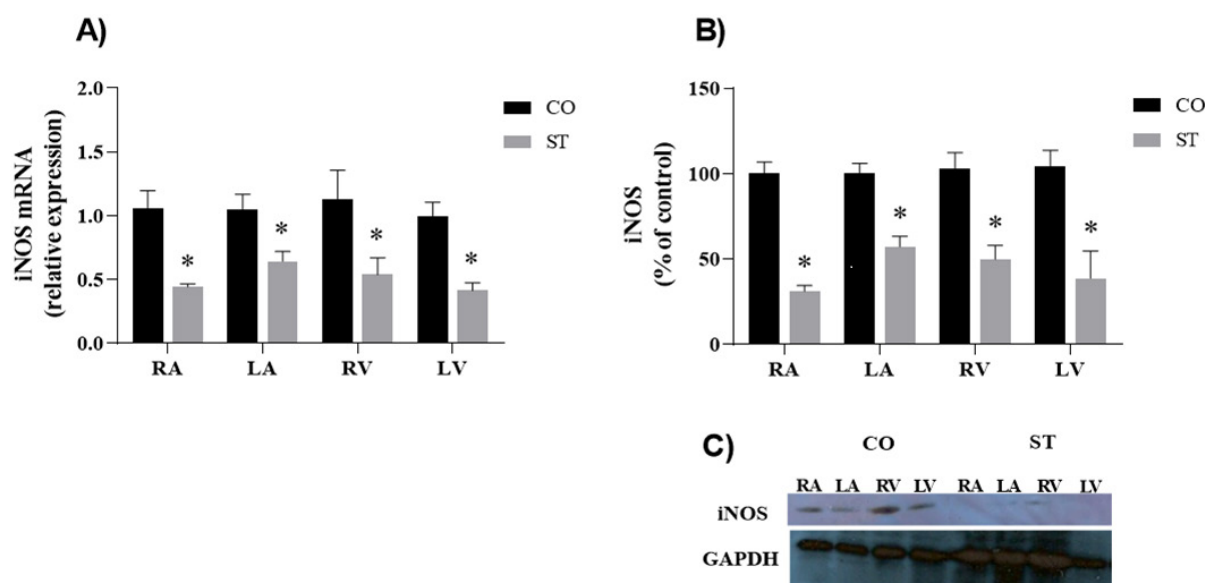 A)
2.0
1.5
1.0
0.5
0.0
iNOS mRNA
(relative expression)
CO
ST
*
*
*
*
RA LA RV LV
B)
150
100
50
0
iNOS
(% of control)
CO
ST
*
*
*
*
RA LA RV LV
C)
CO ST
RA LA RV LV RA LA RV LV
iNOS
GAPDH